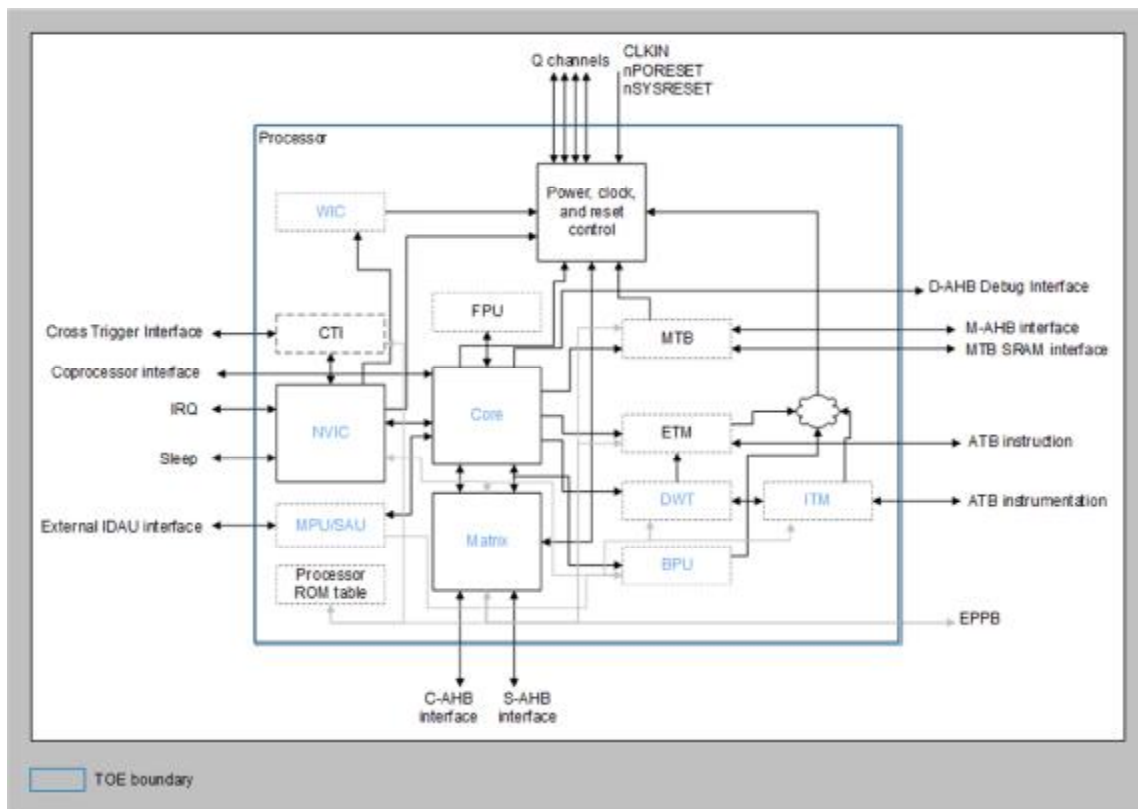 Q channels
CLKIN
nPORESET
nSYSRESET
Processor
WIC
Power, clock,
and reset
control
D-AHB Debug Interface
FPU
Cross Trigger Interface
CTI
MTB
M-AHB interface
MTB SRAM interface
Coprocessor interface
IRQ
NVIC
Core
ETM
ATB instruction
Sleep
DWT
ITM
ATB instrumentation
External IDAU interface
MPU/SAU
Matrix
BPU
Processor
ROM table
EPPB
C-AHB
interface
S-AHB
interface
TOE boundary